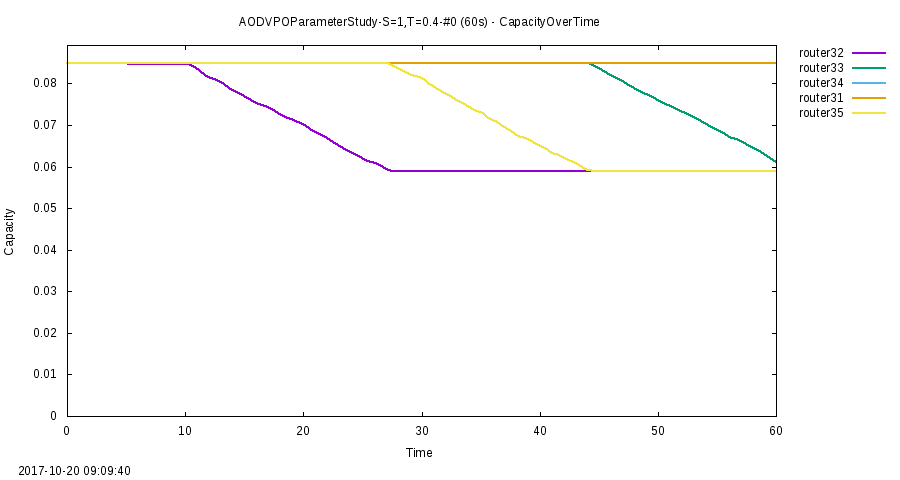 AODVPOParameterStudy-S=1,T=0.4-#0 (60s) - CapacityOverTime
router32
router33
router34
router31
router35
0.08
0.07
0.06
0.05
0.04
0.03
0.02
0.01
0
Capacity
0 10 20 30 40 50 60
Time
2017-10-20 09:09:40